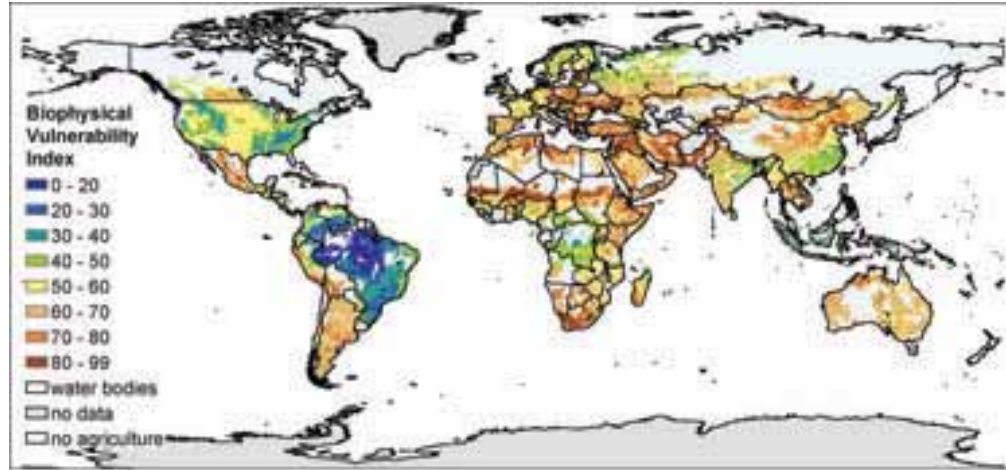 Biophysical
Vulnerability
Index
0 - 20
20 - 30
30 - 40
40 - 50
50 - 60
60 - 70
70 - 80
80 - 99
water bodies
no data
no agriculture